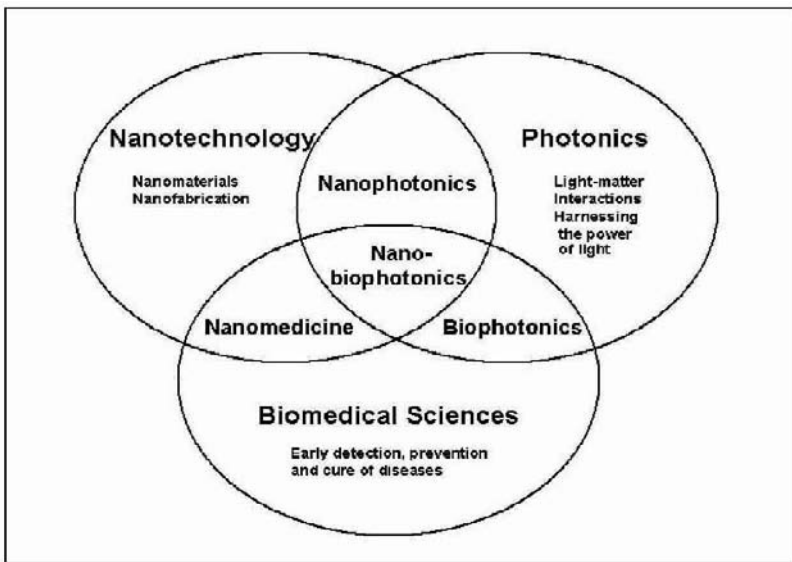 Nanotechnology
Nanomaterials
Nanofabrication
Nanophotonics
Photonics
Light-matter
Interactions
Harnessing
the power
of light
Nano-
biophotonics
Nanomedicine
Biophotonics
Biomedical Sciences
Early detection, prevention
and cure of diseases